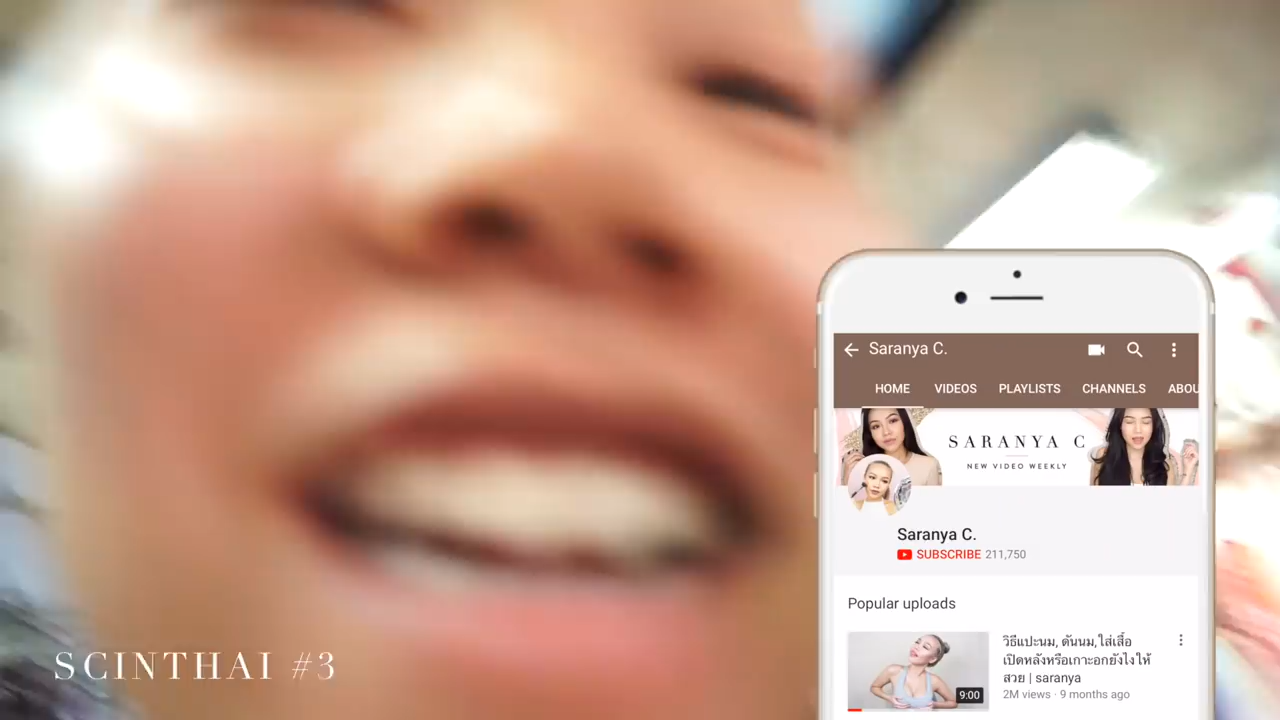 Saranya C.
HOME VIDEOS PLAYLISTS CHANNELS ABOU
SARANYA C
NEW VIDEO WEEKLY
Saranya C.
SUBSCRIBE 211,750
Popular uploads
วิธีแปะนม, ดันนม,ใส่เสื้อ
เปิดหลังหรือเกาะอกยังไงให้
สวย | saranya
9:00
2M views · 9 months ago
SCINTHAI #3